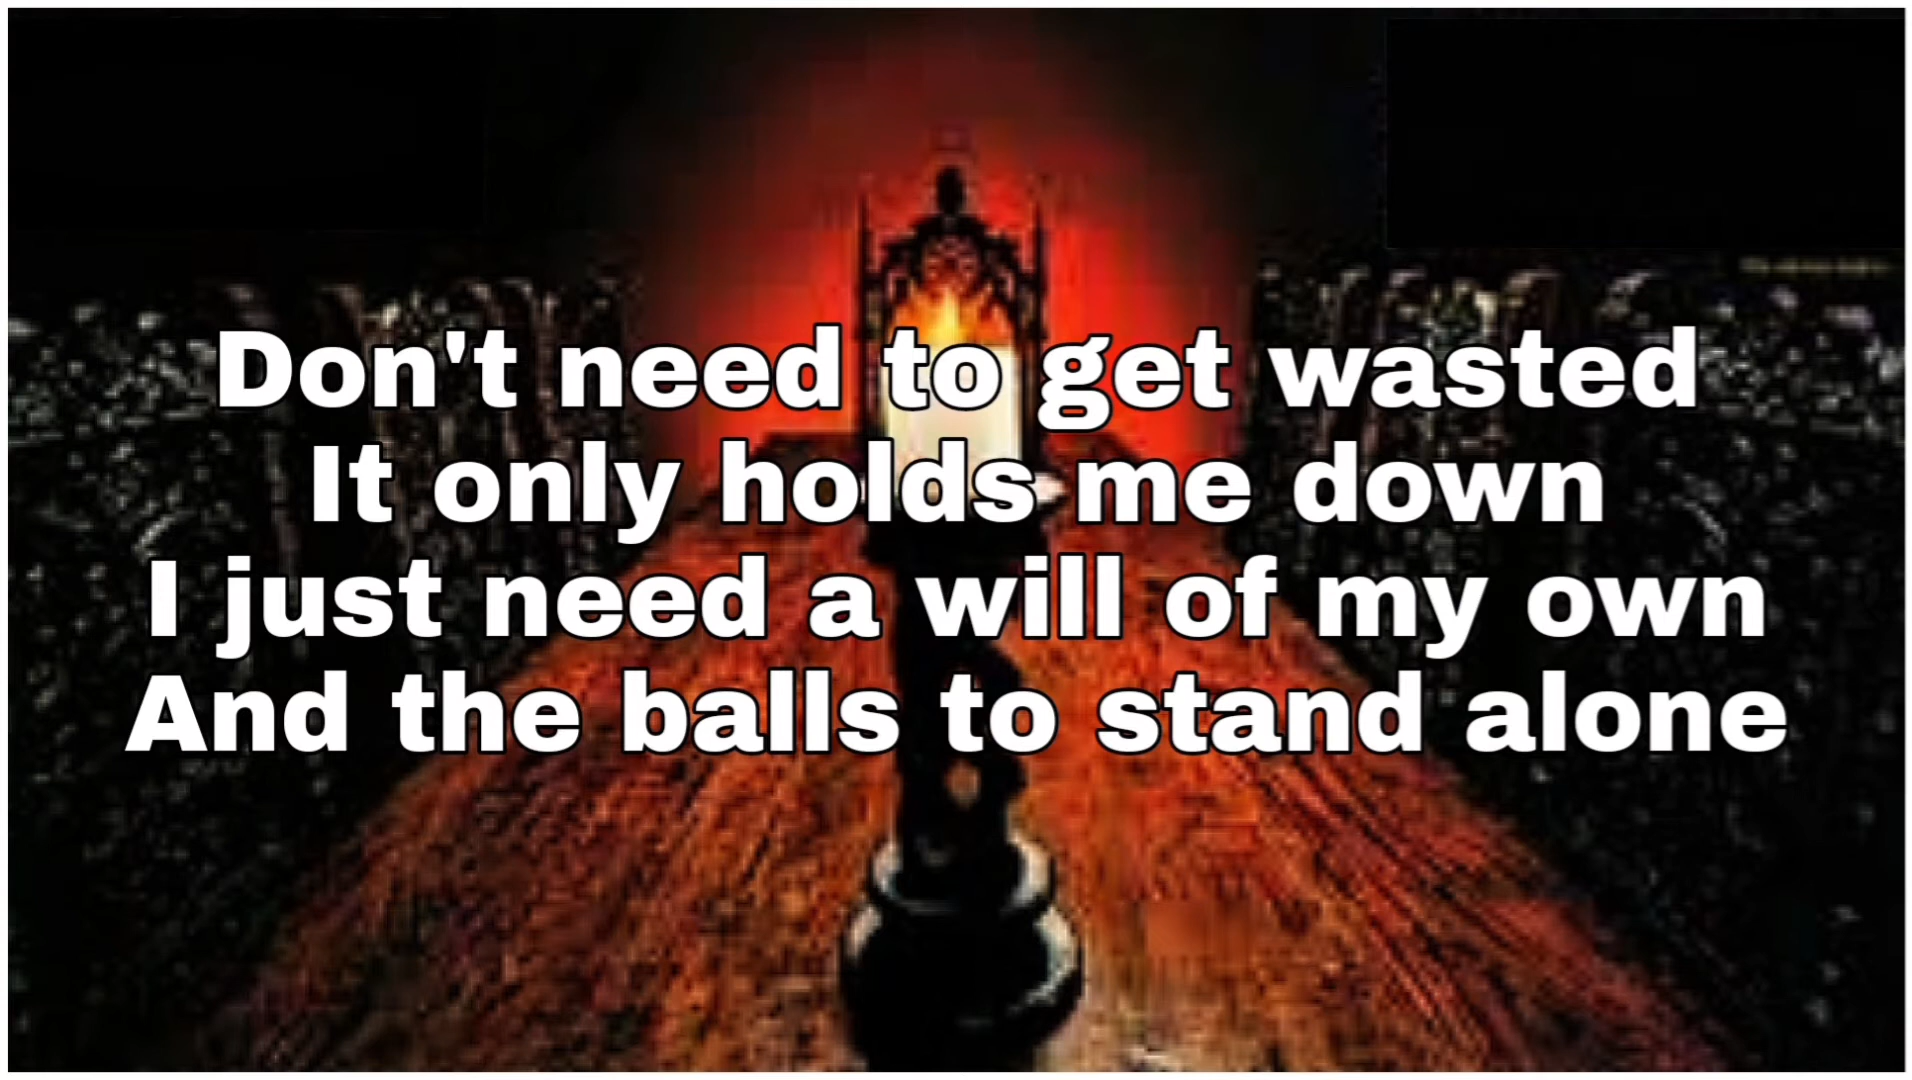 Don't need to get wasted
It only holds me down
I just need a will of my own
And the balls to stand alone